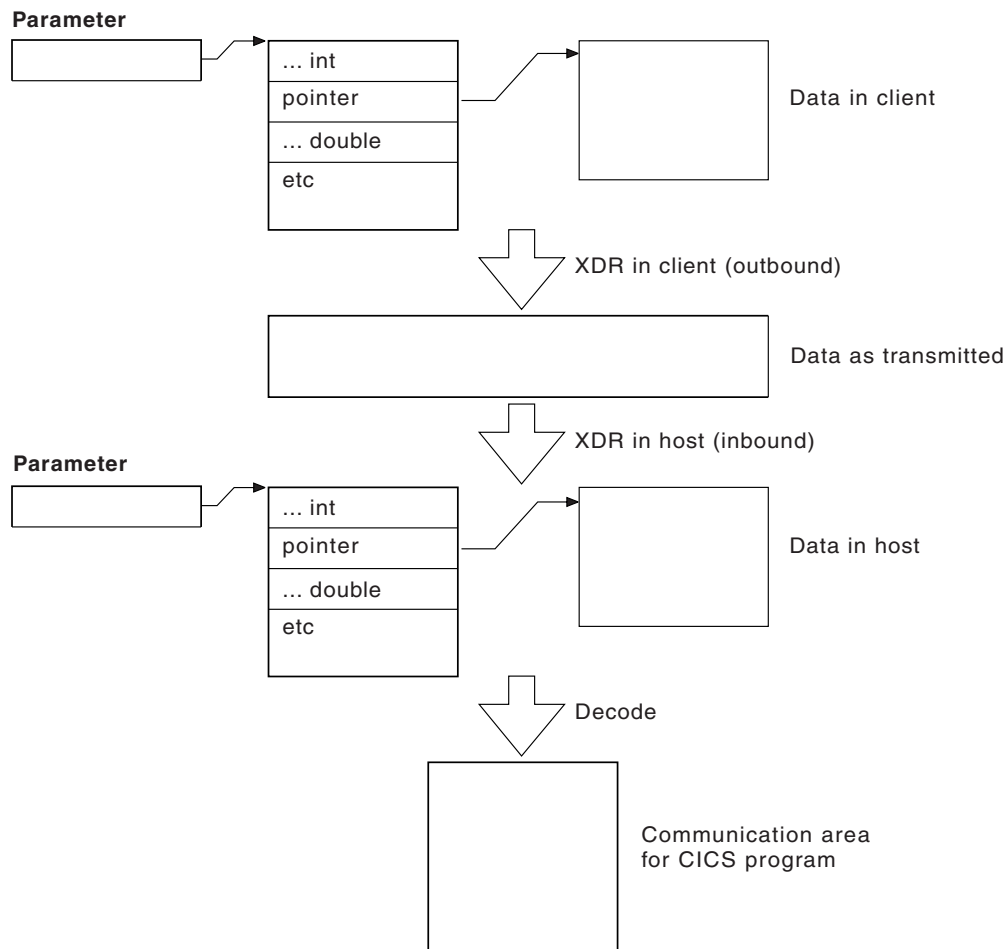 Parameter
... int
pointer
... double
etc
Data in client
XDR in client (outbound)
Data as transmitted
XDR in host (inbound)
Parameter
... int
pointer
... double
etc
Data in host
Decode
Communication area
for CICS program